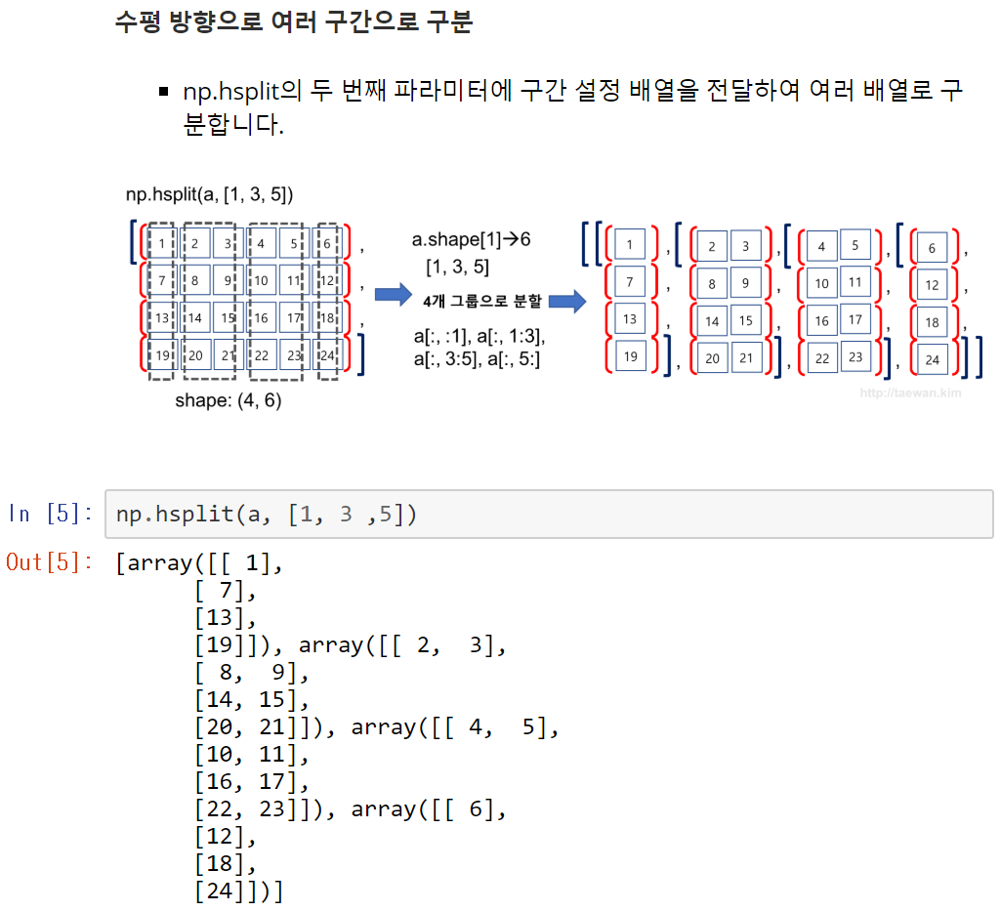 수평 방향으로 여러 구간으로 구분
▪ np.hsplit의 두 번째 파라미터에 구간 설정 배열을 전달하여 여러 배열로 구
분합니다.
np.hsplit(a, [1, 3, 5])
[[1 2 3 4 5 6],
[7 8 9 10 11 12],
[13 14 15 16 17 18],
[19 20 21 22 23 24]]
shape: (4, 6)
a.shape[1]→6
[1, 3, 5]
4개 그룹으로 분할
a[:, :1], a[:, 1:3],
a[:, 3:5], a[:, 5:]
[[[1], [[2 3], [[4 5], [[6],
[7], [8 9], [10 11], [12],
[13], [14 15], [16 17], [18],
[19]], [20 21]], [22 23]], [24]]]
http://taewan.kim
In [5]: np.hsplit(a, [1, 3 ,5])
Out[5]: [array([[ 1],
[ 7],
[13],
[19]]), array([[ 2,  3],
[ 8,  9],
[14, 15],
[20, 21]]), array([[ 4,  5],
[10, 11],
[16, 17],
[22, 23]]), array([[ 6],
[12],
[18],
[24]])]